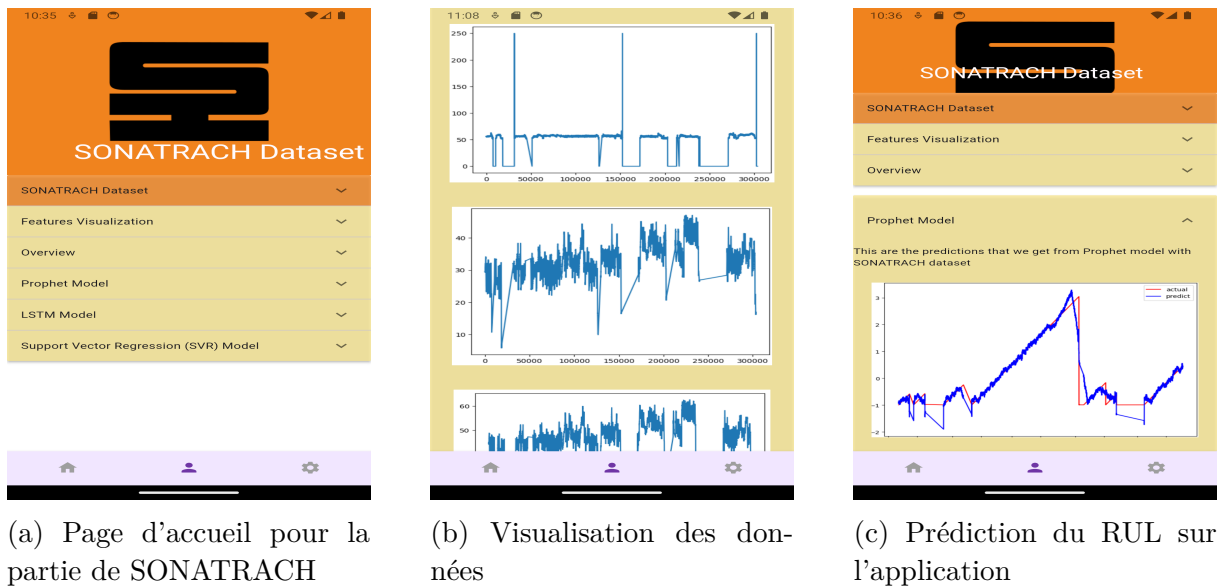 10:35
SONATRACH Dataset
SONATRACH Dataset
Features Visualization
Overview
Prophet Model
LSTM Model
Support Vector Regression (SVR) Model
(a) Page d'accueil pour la
partie de SONATRACH
11:08
250
200
150
100
50
0
0 50000 100000 150000 200000 250000 300000
40
30
20
10
0 50000 100000 150000 200000 250000 300000
60
50
(b) Visualisation des don-
nées
10:36
SONATRACH Dataset
SONATRACH Dataset
Features Visualization
Overview
Prophet Model
This are the predictions that we get from Prophet model with
SONATRACH dataset
actual
predict
3
2
1
0
−1
−2
(c) Prédiction du RUL sur
l'application